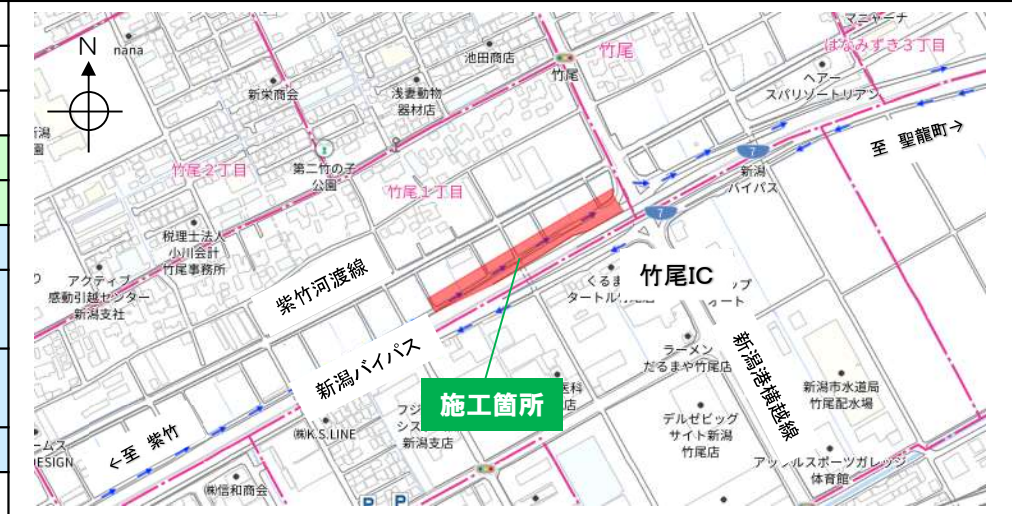 マニャーナ
N
nana
池田商店
竹尾
はなみずき3丁目
竹尾
ヘアー
スパリゾートリアン
新栄商会
浅妻動物
器材店
至 聖龍町→
7
新潟
バイパス
第二竹の子
公園
竹尾2丁目
竹尾1丁目
7
税理士法人
小川会計
竹尾事務所
竹尾IC
アクティブ
感動引越センター
新潟支社
紫竹河渡線
ラーメン
だるまや竹尾店
新潟バイパス
新潟港横越線
新潟市水道局
竹尾配水場
施工箇所
デルゼビッグ
サイト新潟
竹尾店
㈱K.S.LINE
新潟支店
←至 紫竹
㈱信和商会
体育館
P
P